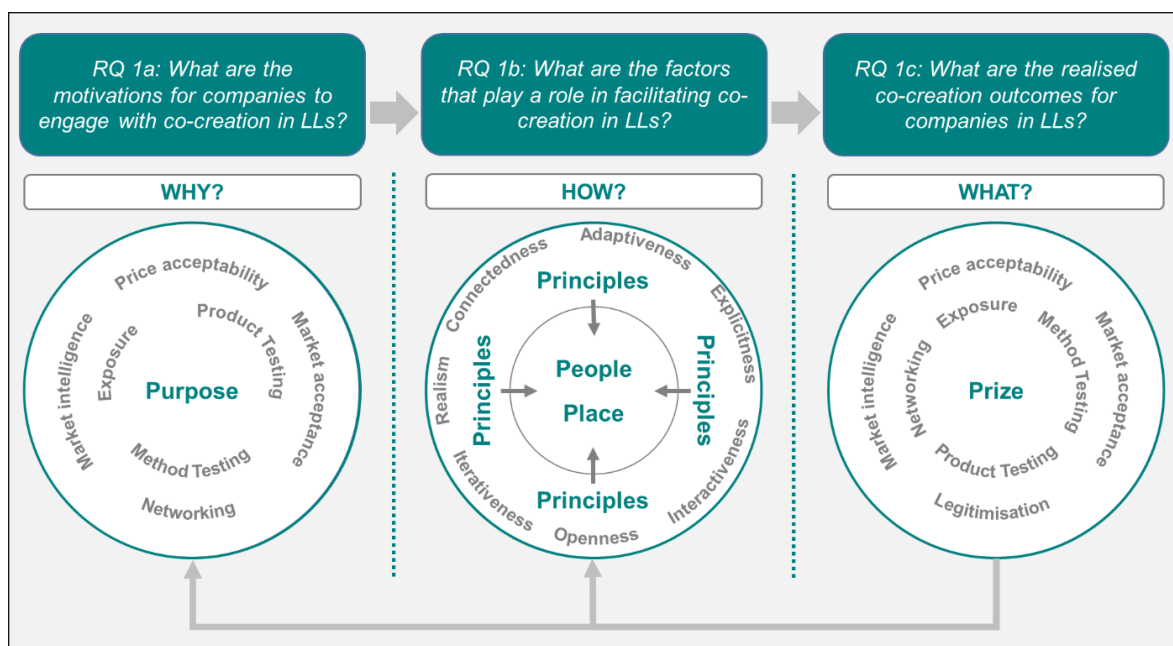 RQ 1a: What are the
motivations for companies to
engage with co-creation in LLs?
RQ 1b: What are the factors
that play a role in facilitating co-
creation in LLs?
RQ 1c: What are the realised
co-creation outcomes for
companies in LLs?
WHY?
HOW?
WHAT?
Price acceptability
Product Testing
Market acceptance
Market intelligence
Exposure
Purpose
Method Testing
Networking
Connectedness
Adaptiveness
Explicitness
Principles
Realism
Principles
People
Place
Principles
Iterativeness
Principles
Interactiveness
Openness
Price acceptability
Exposure
Method Testing
Market acceptance
Market intelligence
Networking
Prize
Product Testing
Legitimisation